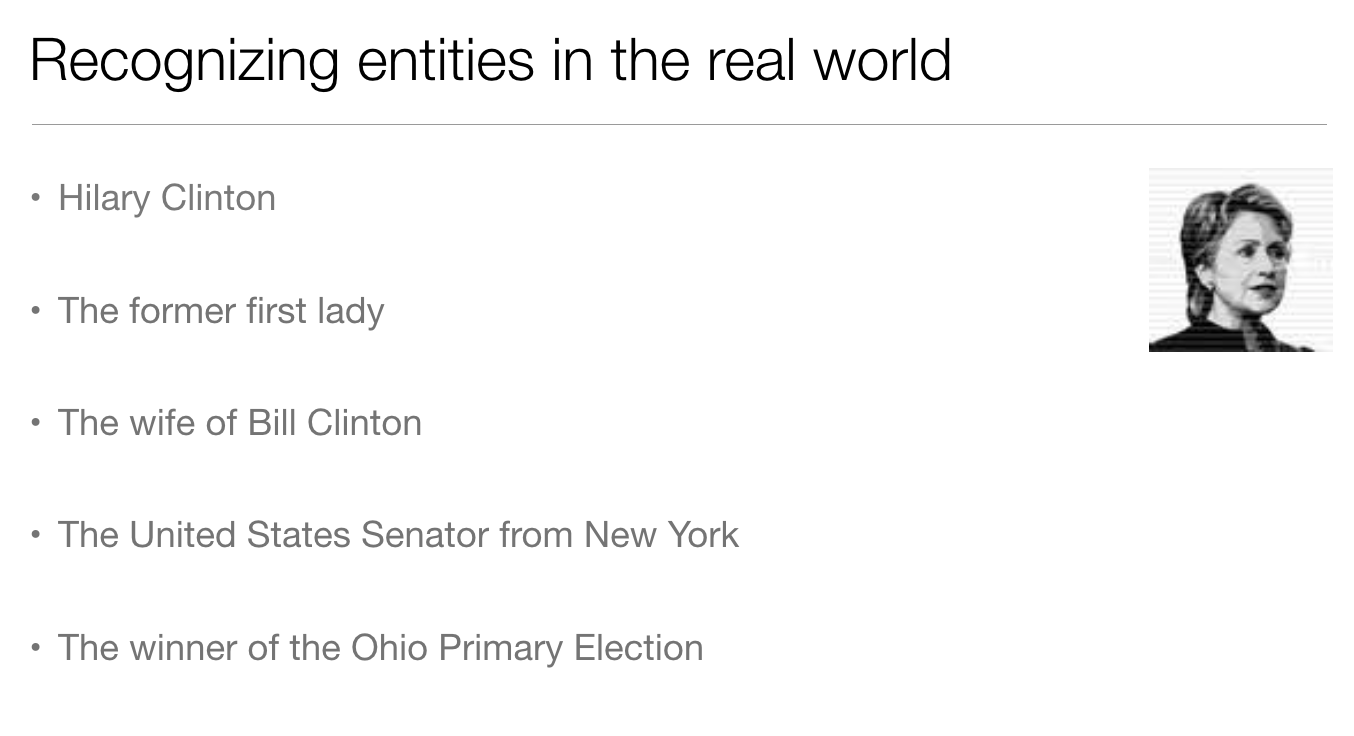 Recognizing entities in the real world
• Hilary Clinton
• The former first lady
• The wife of Bill Clinton
• The United States Senator from New York
• The winner of the Ohio Primary Election